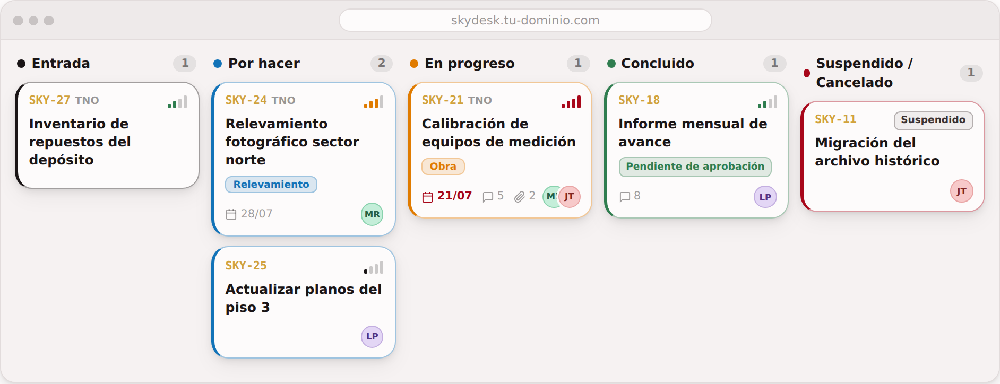 skydesk.tu-dominio.com
Entrada 1
SKY-27 TNO
Inventario de
repuestos del
depósito
Por hacer 2
SKY-24 TNO
Relevamiento
fotográfico sector
norte
Relevamiento
28/07 MR
SKY-25
Actualizar planos del
piso 3
LP
En progreso 1
SKY-21 TNO
Calibración de
equipos de medición
Obra
21/07 5 2 JT
Concluido 1
SKY-18
Informe mensual de
avance
Pendiente de aprobación
8 LP
Suspendido /
Cancelado 1
SKY-11 Suspendido
Migración del
archivo histórico
JT